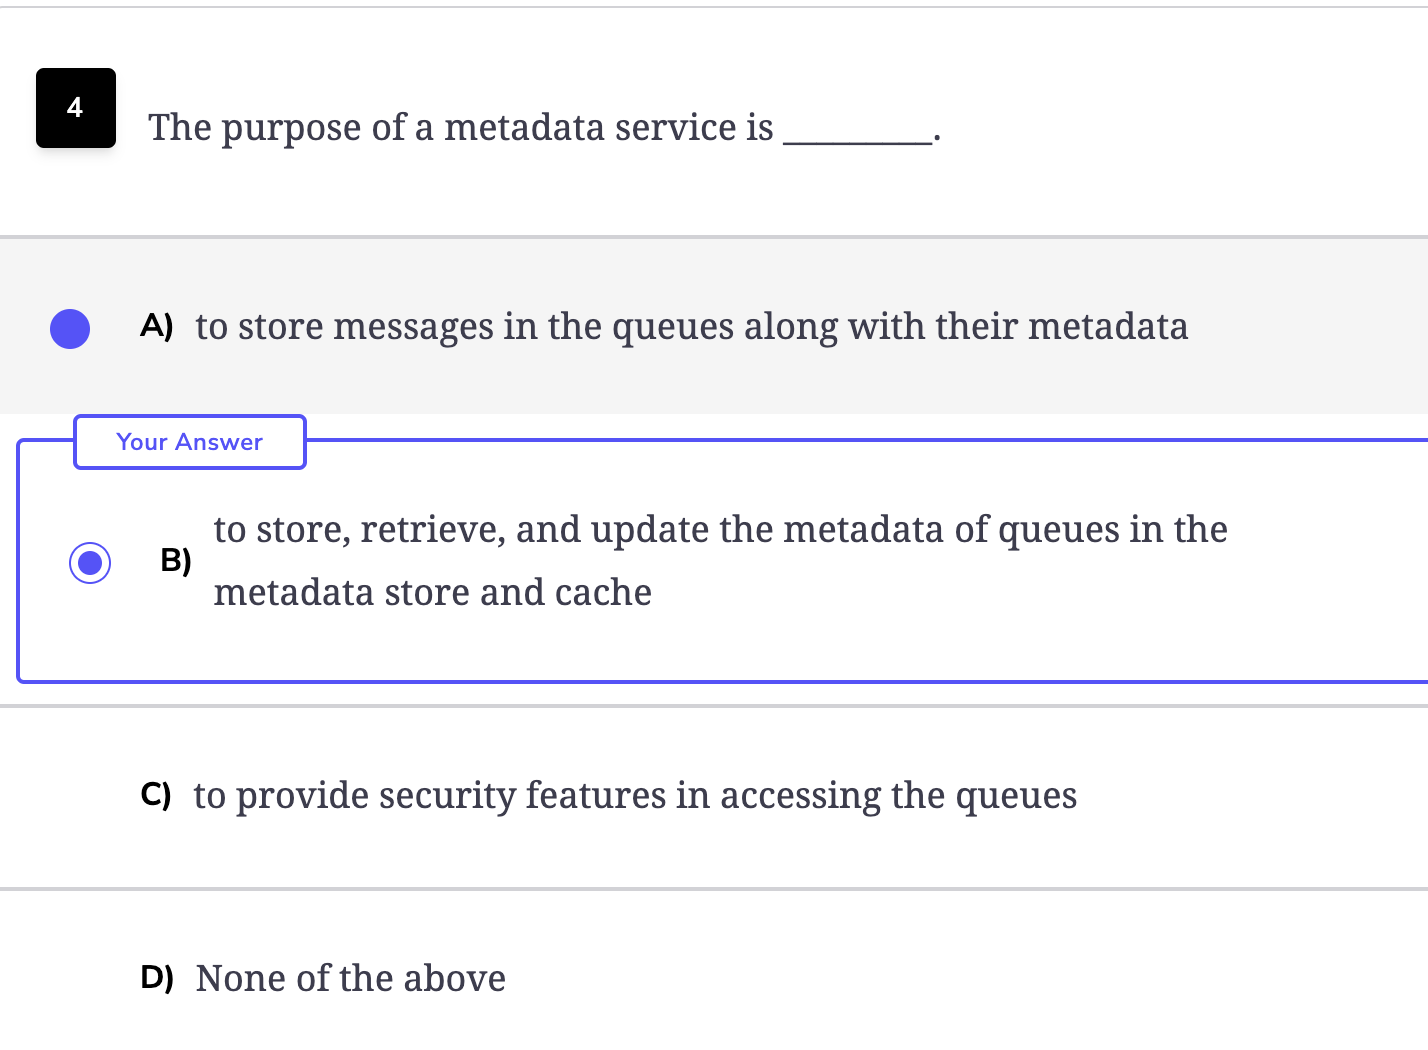 4
The purpose of a metadata service is ________.
A) to store messages in the queues along with their metadata
Your Answer
B) to store, retrieve, and update the metadata of queues in the
metadata store and cache
C) to provide security features in accessing the queues
D) None of the above